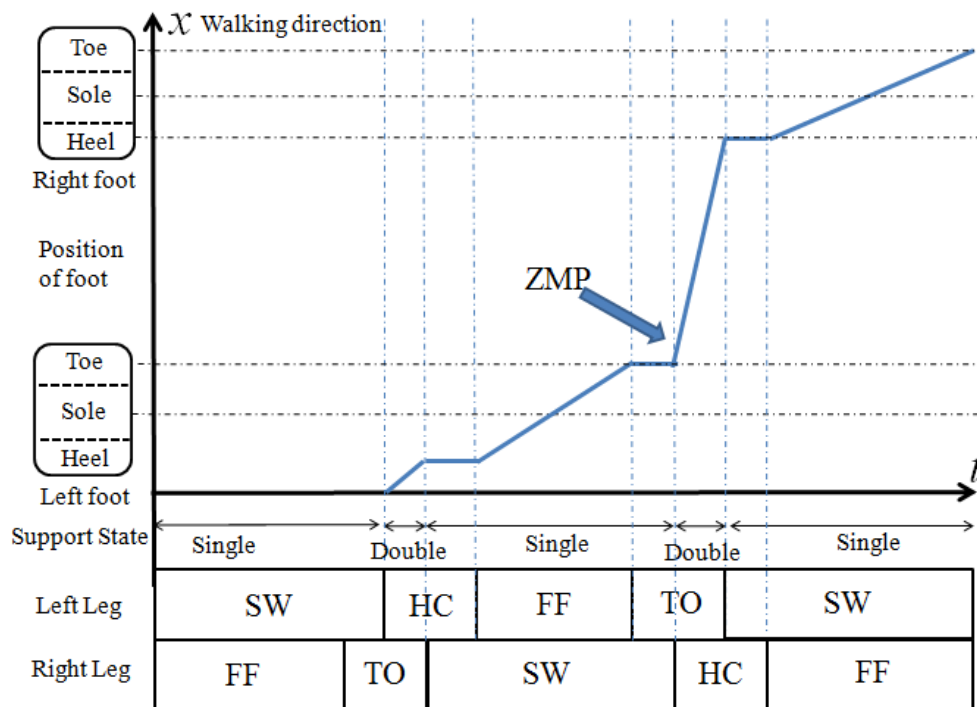 x Walking direction
Toe
Sole
Heel
Right foot
Position
of foot
ZMP
Toe
Sole
Heel
Left foot
t
Support State
Single
Double
Single
Double
Single
Left Leg
SW
HC
FF
TO
SW
Right Leg
FF
TO
SW
HC
FF